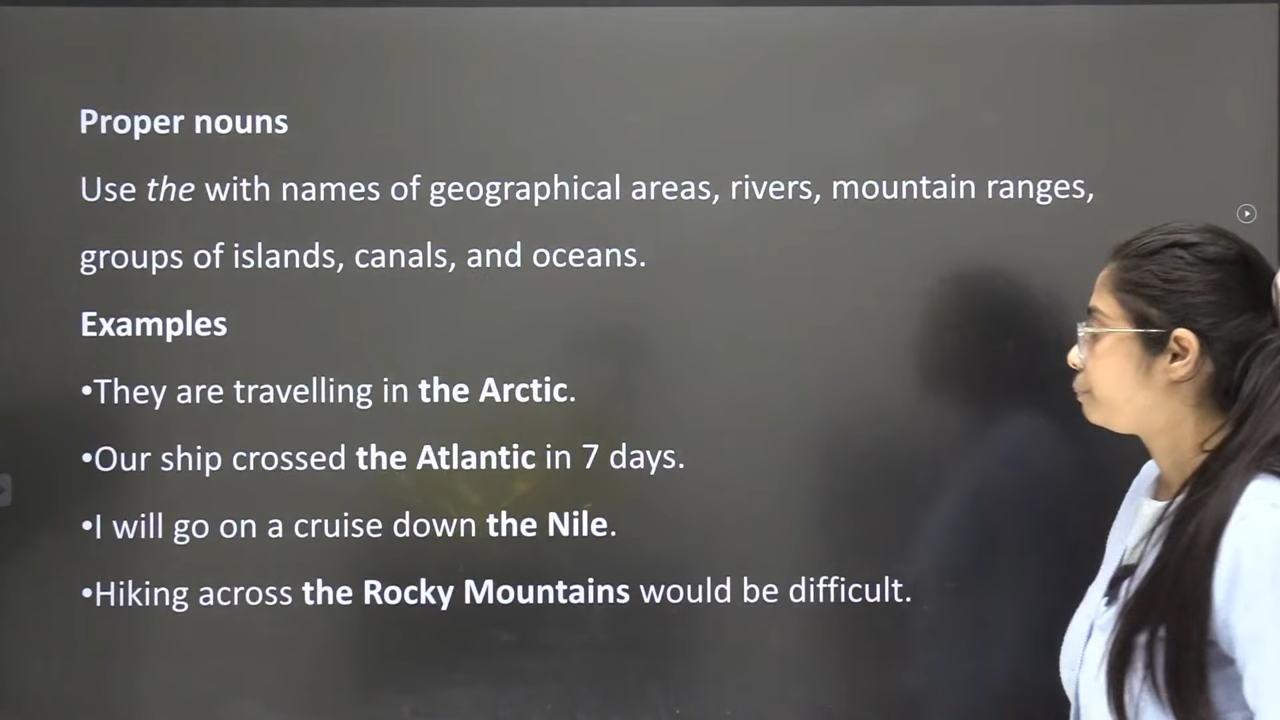 Proper nouns
Use the with names of geographical areas, rivers, mountain ranges,
groups of islands, canals, and oceans.
Examples
•They are travelling in the Arctic.
•Our ship crossed the Atlantic in 7 days.
•I will go on a cruise down the Nile.
•Hiking across the Rocky Mountains would be difficult.